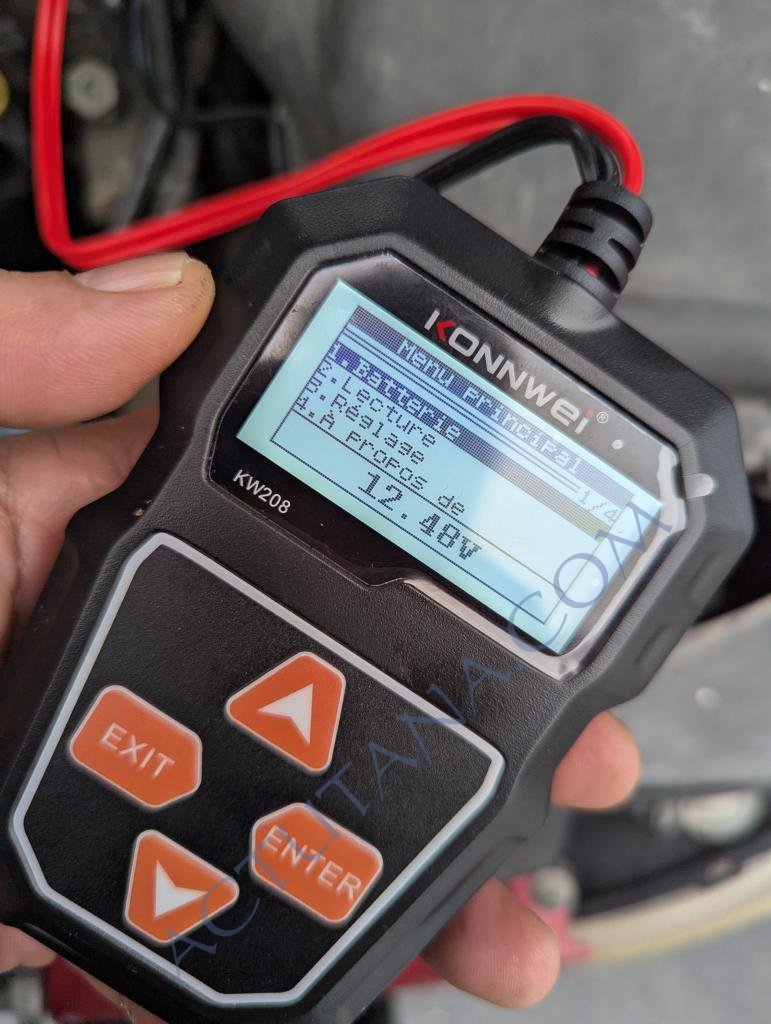 KONNWEI®
Menu principal
1.Batterie 1/4
2.Lecture
3.Réglage
4.À propos de
12.48V
KW208
EXIT
ENTER
ACTUTANA.COM